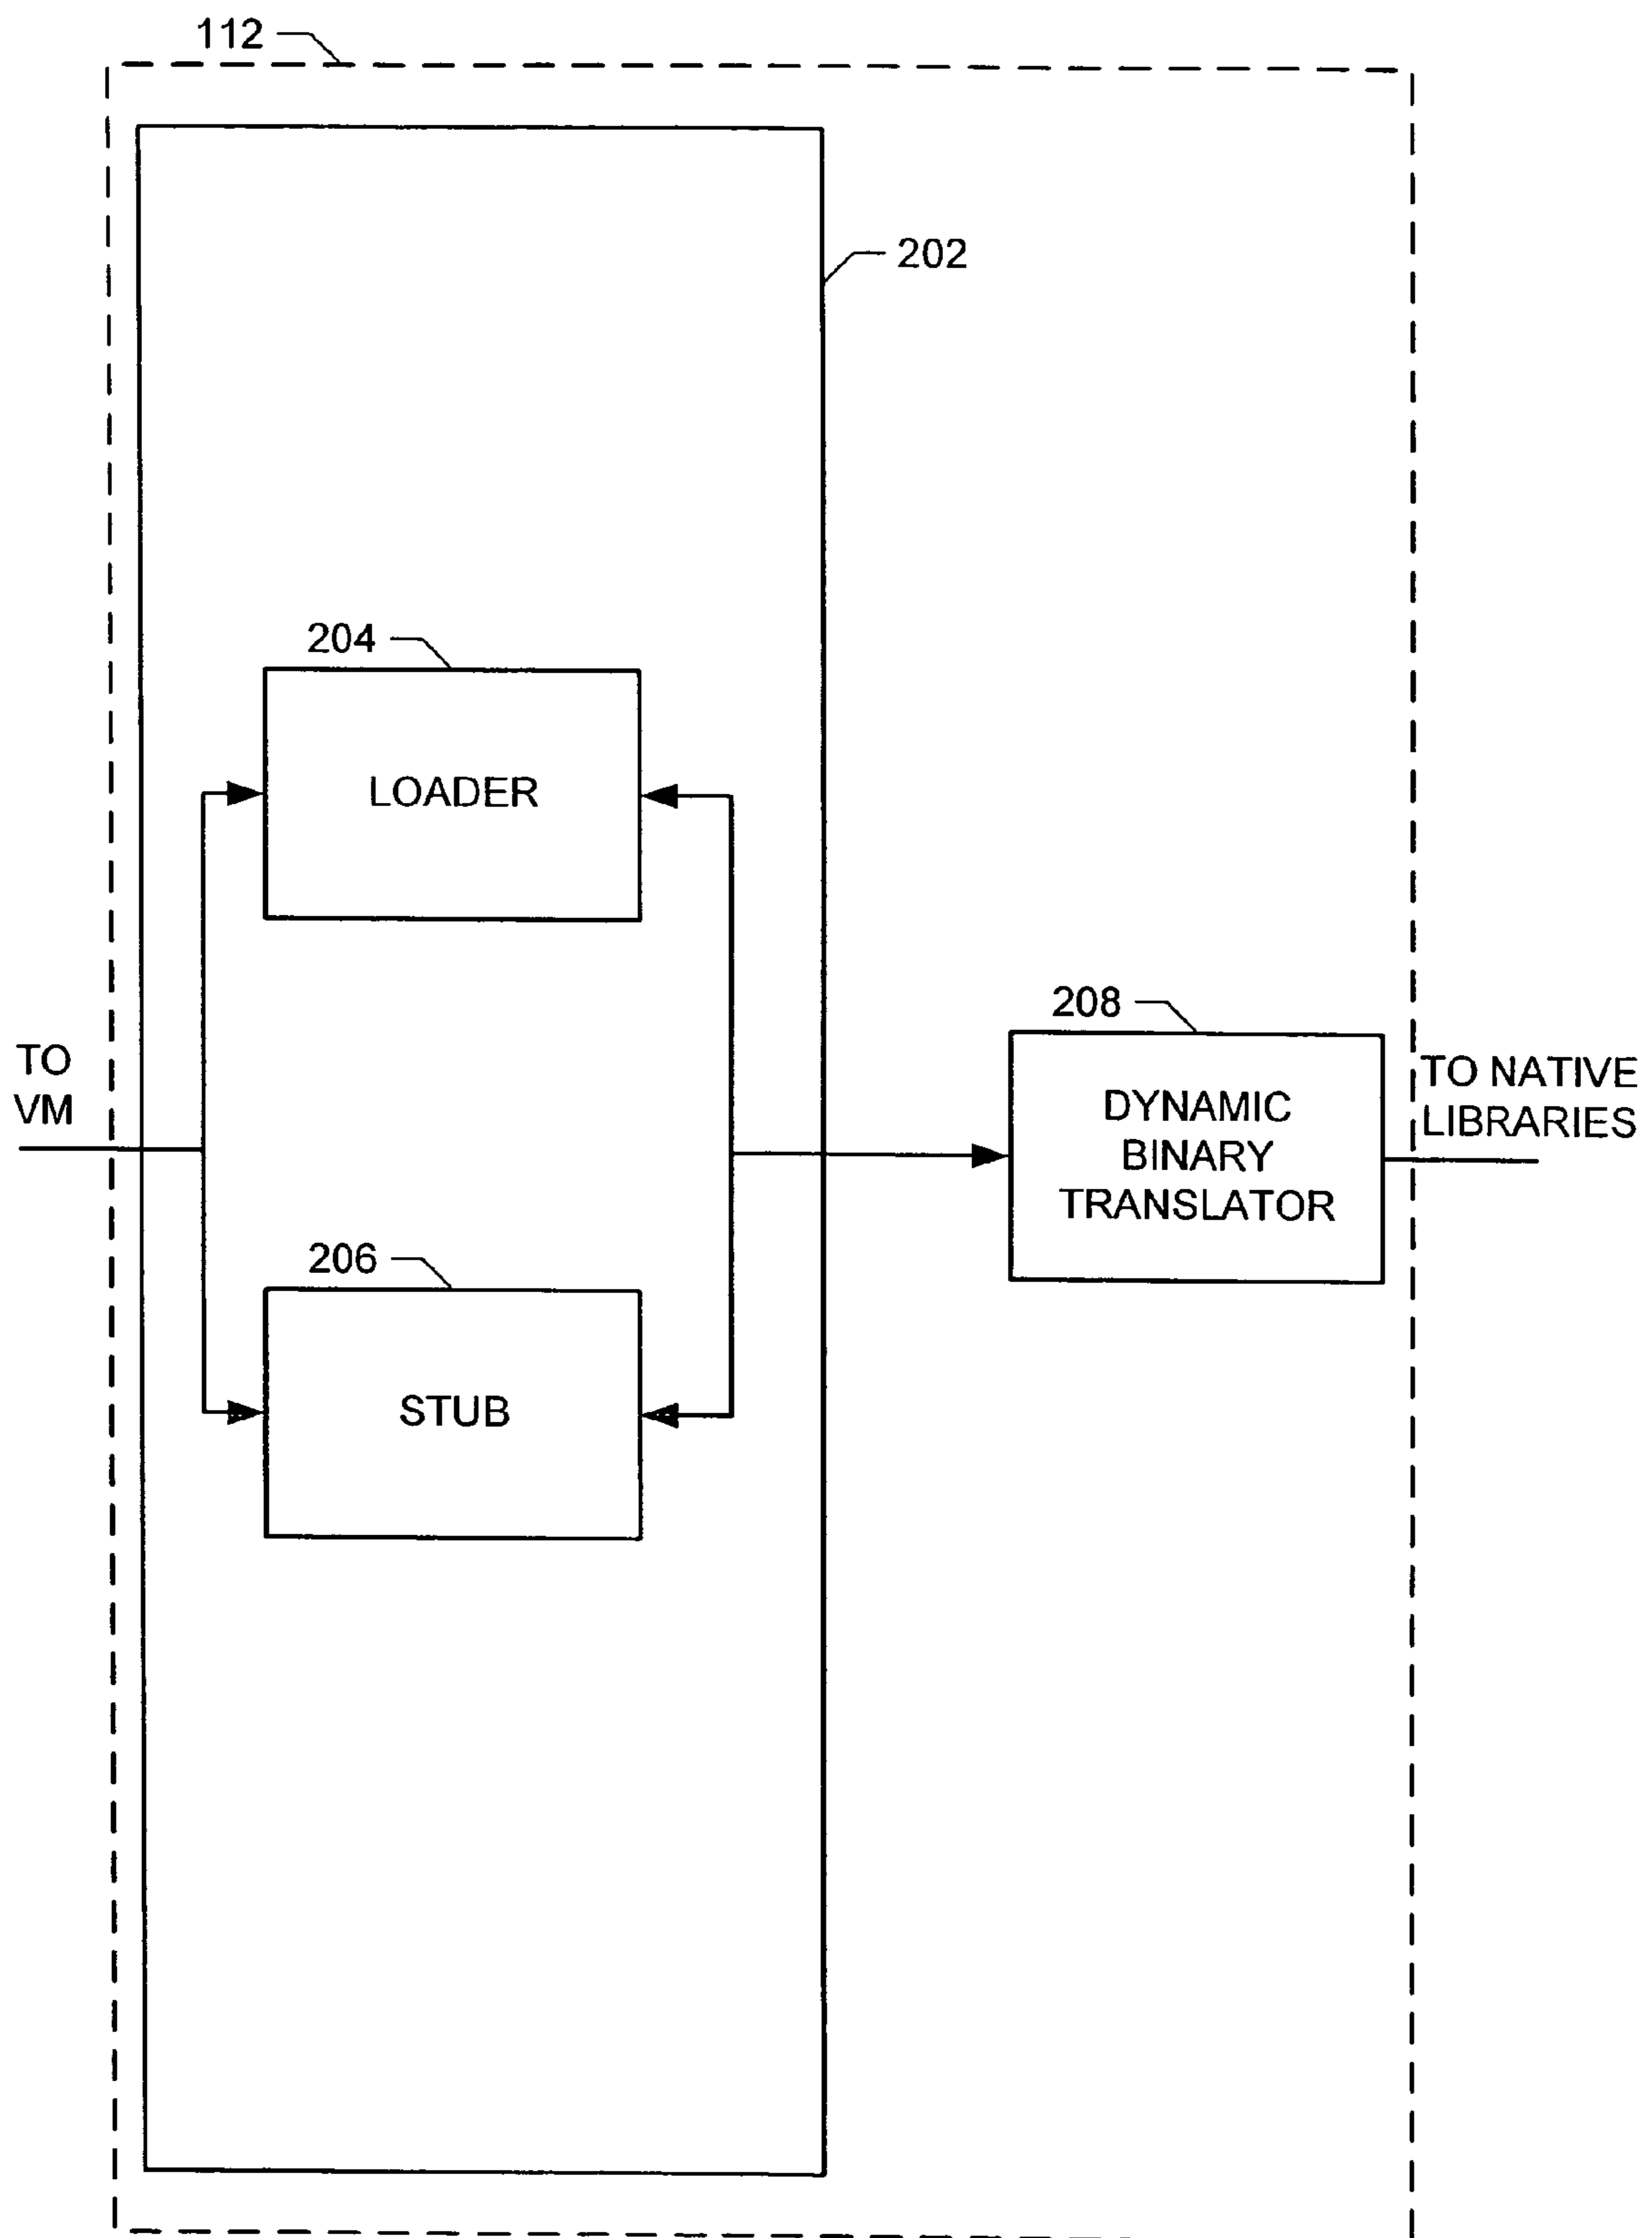 112
202
204
LOADER
208
TO
VM
DYNAMIC
BINARY
TRANSLATOR
TO NATIVE
LIBRARIES
206
STUB